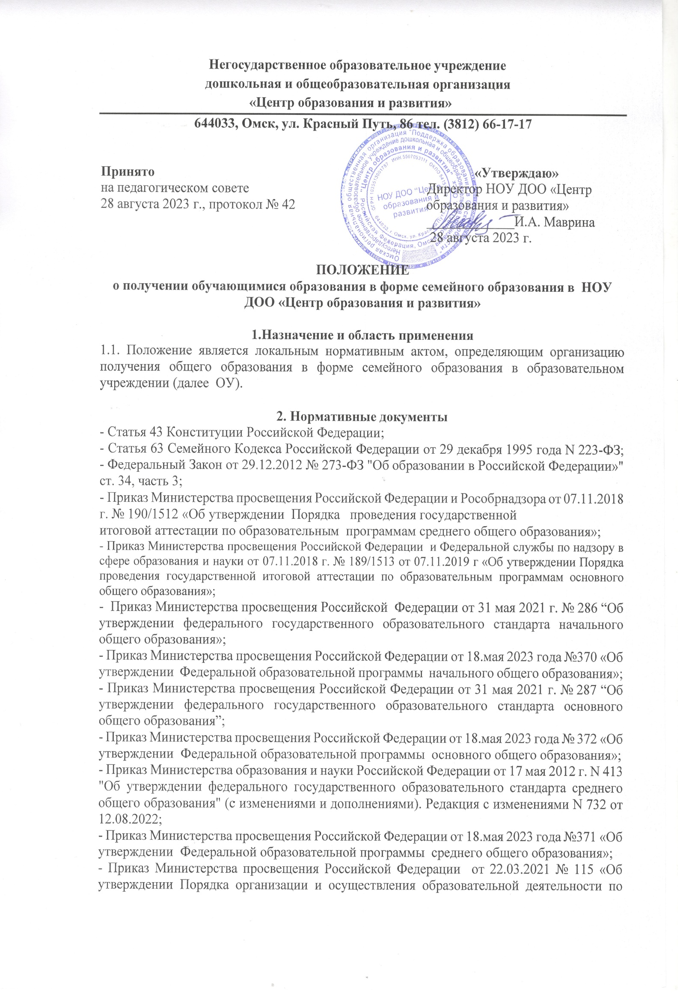 Негосударственное образовательное учреждение
дошкольная и общеобразовательная организация
«Центр образования и развития»
644033, Омск, ул. Красный Путь, 86 тел. (3812) 66-17-17
Принято
на педагогическом совете
28 августа 2023 г., протокол № 42
«Утверждаю»
Директор НОУ ДОО «Центр
образования и развития»
И.А. Маврина
28 августа 2023 г.
НОУ ДОО "Центр
образования и
развития"
ПОЛОЖЕНИЕ
о получении обучающимися образования в форме семейного образования в НОУ
ДОО «Центр образования и развития»
1.Назначение и область применения
1.1. Положение является локальным нормативным актом, определяющим организацию
получения общего образования в форме семейного образования в образовательном
учреждении (далее ОУ).
2. Нормативные документы
- Статья 43 Конституции Российской Федерации;
- Статья 63 Семейного Кодекса Российской Федерации от 29 декабря 1995 года N 223-ФЗ;
- Федеральный Закон от 29.12.2012 № 273-ФЗ "Об образовании в Российской Федерации»"
ст. 34, часть 3;
- Приказ Министерства просвещения Российской Федерации и Рособрнадзора от 07.11.2018
г. № 190/1512 «Об утверждении Порядка проведения государственной
итоговой аттестации по образовательным программам среднего общего образования»;
- Приказ Министерства просвещения Российской Федерации и Федеральной службы по надзору в
сфере образования и науки от 07.11.2018 г. № 189/1513 от 07.11.2019 г «Об утверждении Порядка
проведения государственной итоговой аттестации по образовательным программам основного
общего образования»;
- Приказ Министерства просвещения Российской Федерации от 31 мая 2021 г. № 286 “Об
утверждении федерального государственного образовательного стандарта начального
общего образования»;
- Приказ Министерства просвещения Российской Федерации от 18.мая 2023 года №370 «Об
утверждении Федеральной образовательной программы начального общего образования»;
- Приказ Министерства просвещения Российской Федерации от 31 мая 2021 г. № 287 “Об
утверждении федерального государственного образовательного стандарта основного
общего образования”;
- Приказ Министерства просвещения Российской Федерации от 18.мая 2023 года № 372 «Об
утверждении Федеральной образовательной программы основного общего образования»;
- Приказ Министерства образования и науки Российской Федерации от 17 мая 2012 г. N 413
"Об утверждении федерального государственного образовательного стандарта среднего
общего образования" (с изменениями и дополнениями). Редакция с изменениями N 732 от
12.08.2022;
- Приказ Министерства просвещения Российской Федерации от 18.мая 2023 года №371 «Об
утверждении Федеральной образовательной программы среднего общего образования»;
- Приказ Министерства просвещения Российской Федерации от 22.03.2021 № 115 «Об
утверждении Порядка организации и осуществления образовательной деятельности по